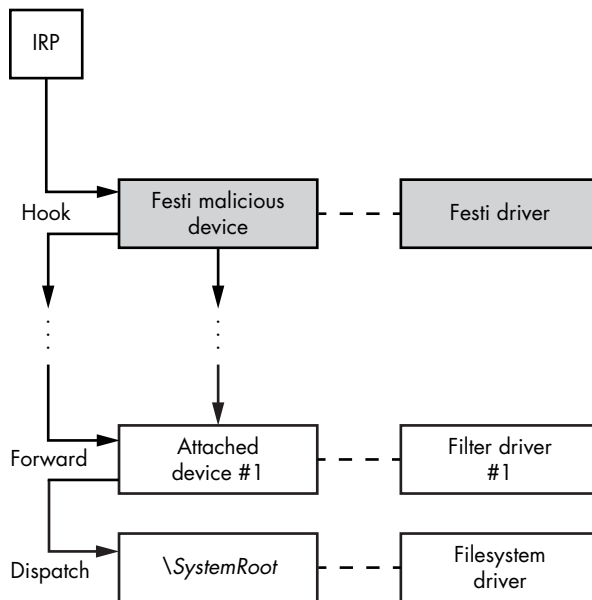 IRP
Hook
Festi malicious
device
Festi driver
Forward
Attached
device #1
Filter driver
#1
Dispatch
\SystemRoot
Filesystem
driver